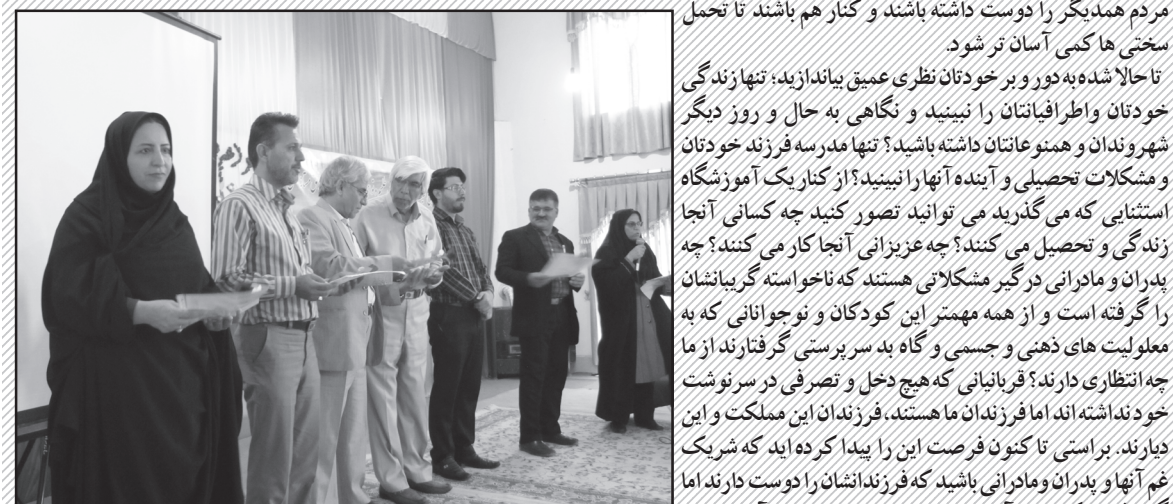 مردم همدیگر را دوست داشته باشند و کنار هم باشند تا تحمل
سختی ها کمی آسان تر شود.
تا حالا شده به دور و بر خودتان نظری عمیق بیاندازید؛ تنها زندگی
خودتان واطرافیانتان را نبینید و نگاهی به حال و روز دیگر
شهروندان و همنوعانتان داشته باشید؟ تنها مدرسه فرزند خودتان
و مشکلات تحصیلی و آینده آنها را نبینید؟ از کنار یک آموزشگاه
استثنایی که می گذرید می توانید تصور کنید چه کسانی آنجا
زندگی و تحصیل می کنند؟ چه عزیزانی آنجا کار می کنند؟ چه
پدران و مادرانی درگیر مشکلاتی هستند که ناخواسته گریبانشان
را گرفته است و از همه مهمتر این کودکان و نوجوانانی که به
معلولیت های ذهنی و جسمی و گاه بد سرپرستی گرفتارند از ما
چه انتظاری دارند؟ قربانیانی که هیچ دخل و تصرفی در سرنوشت
خود نداشته اند اما فرزندان ما هستند، فرزندان این مملکت و این
دیارند. براستی تا کنون فرصت این را پیدا کرده اید که شریک
غم آنها و پدران ومادرانی باشید که فرزندانشان را دوست دارند اما